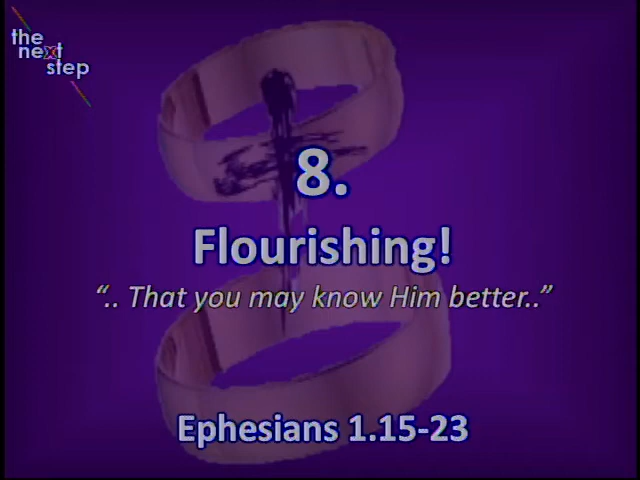 the
next
step
8.
Flourishing!
“.. That you may know Him better..”
Ephesians 1.15-23